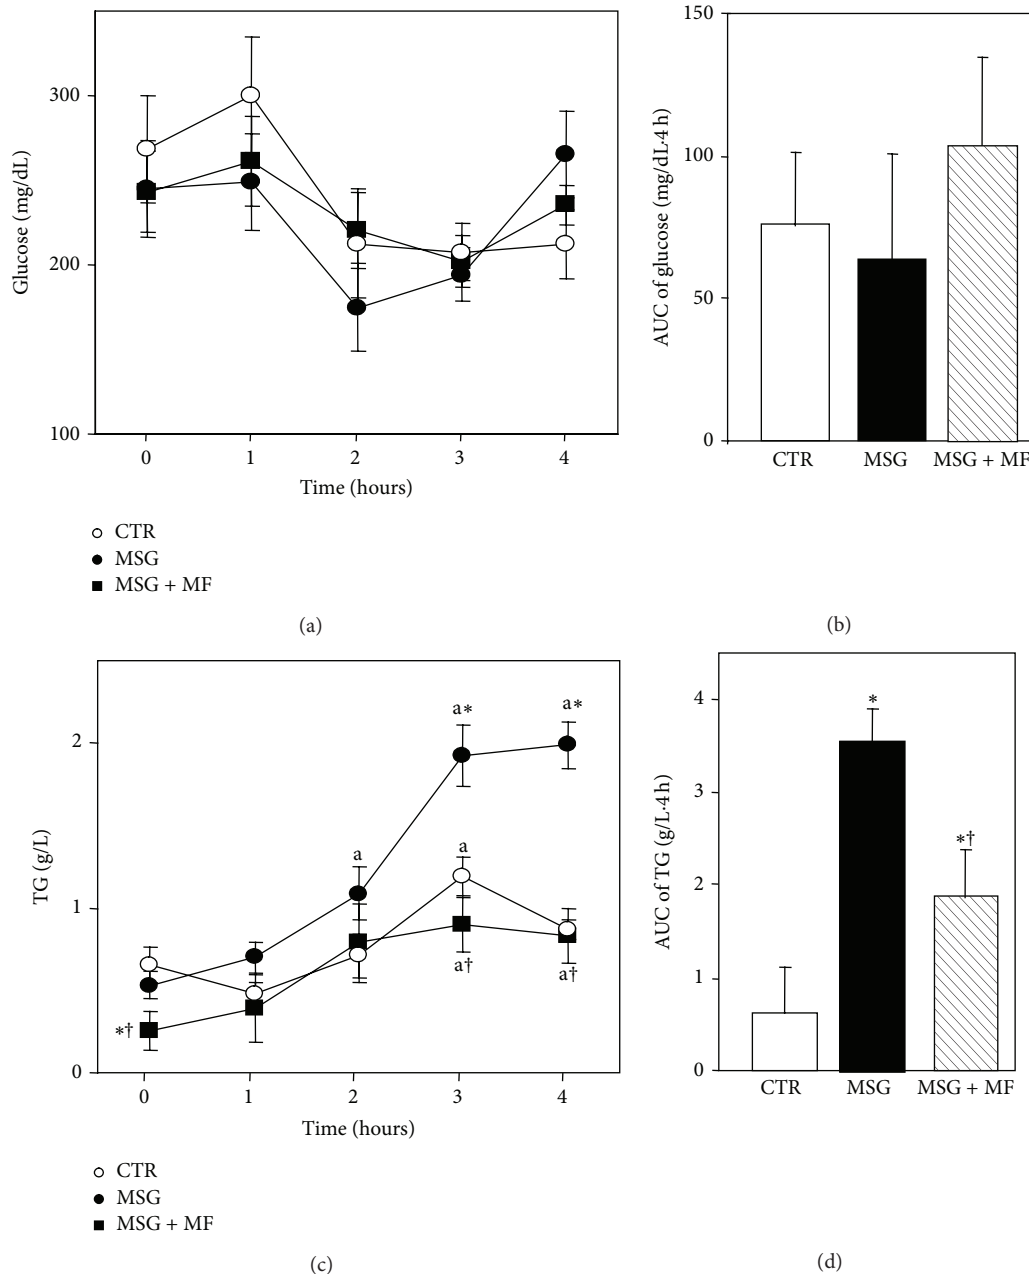 300
200
100
Glucose (mg/dL)
0 1 2 3 4
Time (hours)
CTR
MSG
MSG + MF
(a)
150
100
50
0
AUC of glucose (mg/dL·4 h)
CTR MSG MSG + MF
(b)
2
1
0
TG (g/L)
a* a*
a a
a† a†
*†
0 1 2 3 4
Time (hours)
CTR
MSG
MSG + MF
(c)
4
3
2
1
0
AUC of TG (g/L·4 h)
*
*†
CTR MSG MSG + MF
(d)